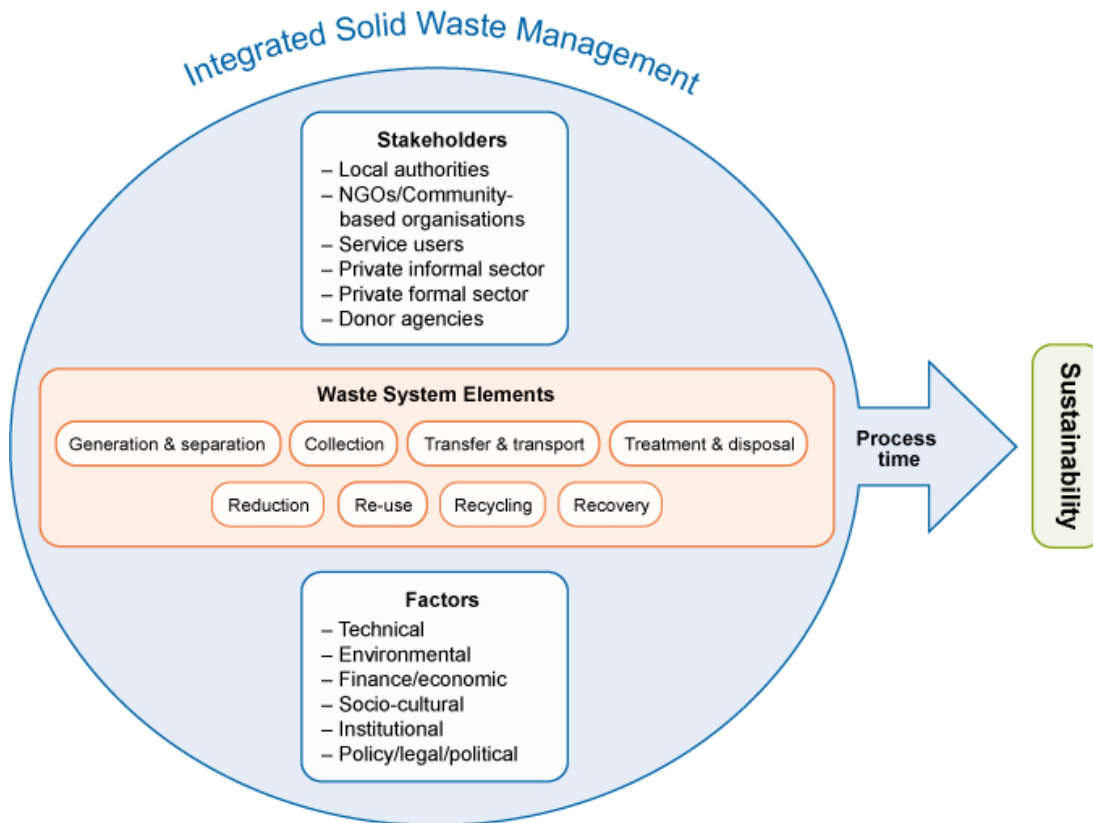 Integrated Solid Waste Management
Stakeholders
– Local authorities
– NGOs/Community-
based organisations
– Service users
– Private informal sector
– Private formal sector
– Donor agencies
Waste System Elements
Generation & separation
Collection
Transfer & transport
Treatment & disposal
Reduction
Re-use
Recycling
Recovery
Factors
– Technical
– Environmental
– Finance/economic
– Socio-cultural
– Institutional
– Policy/legal/political
Process
time
Sustainability